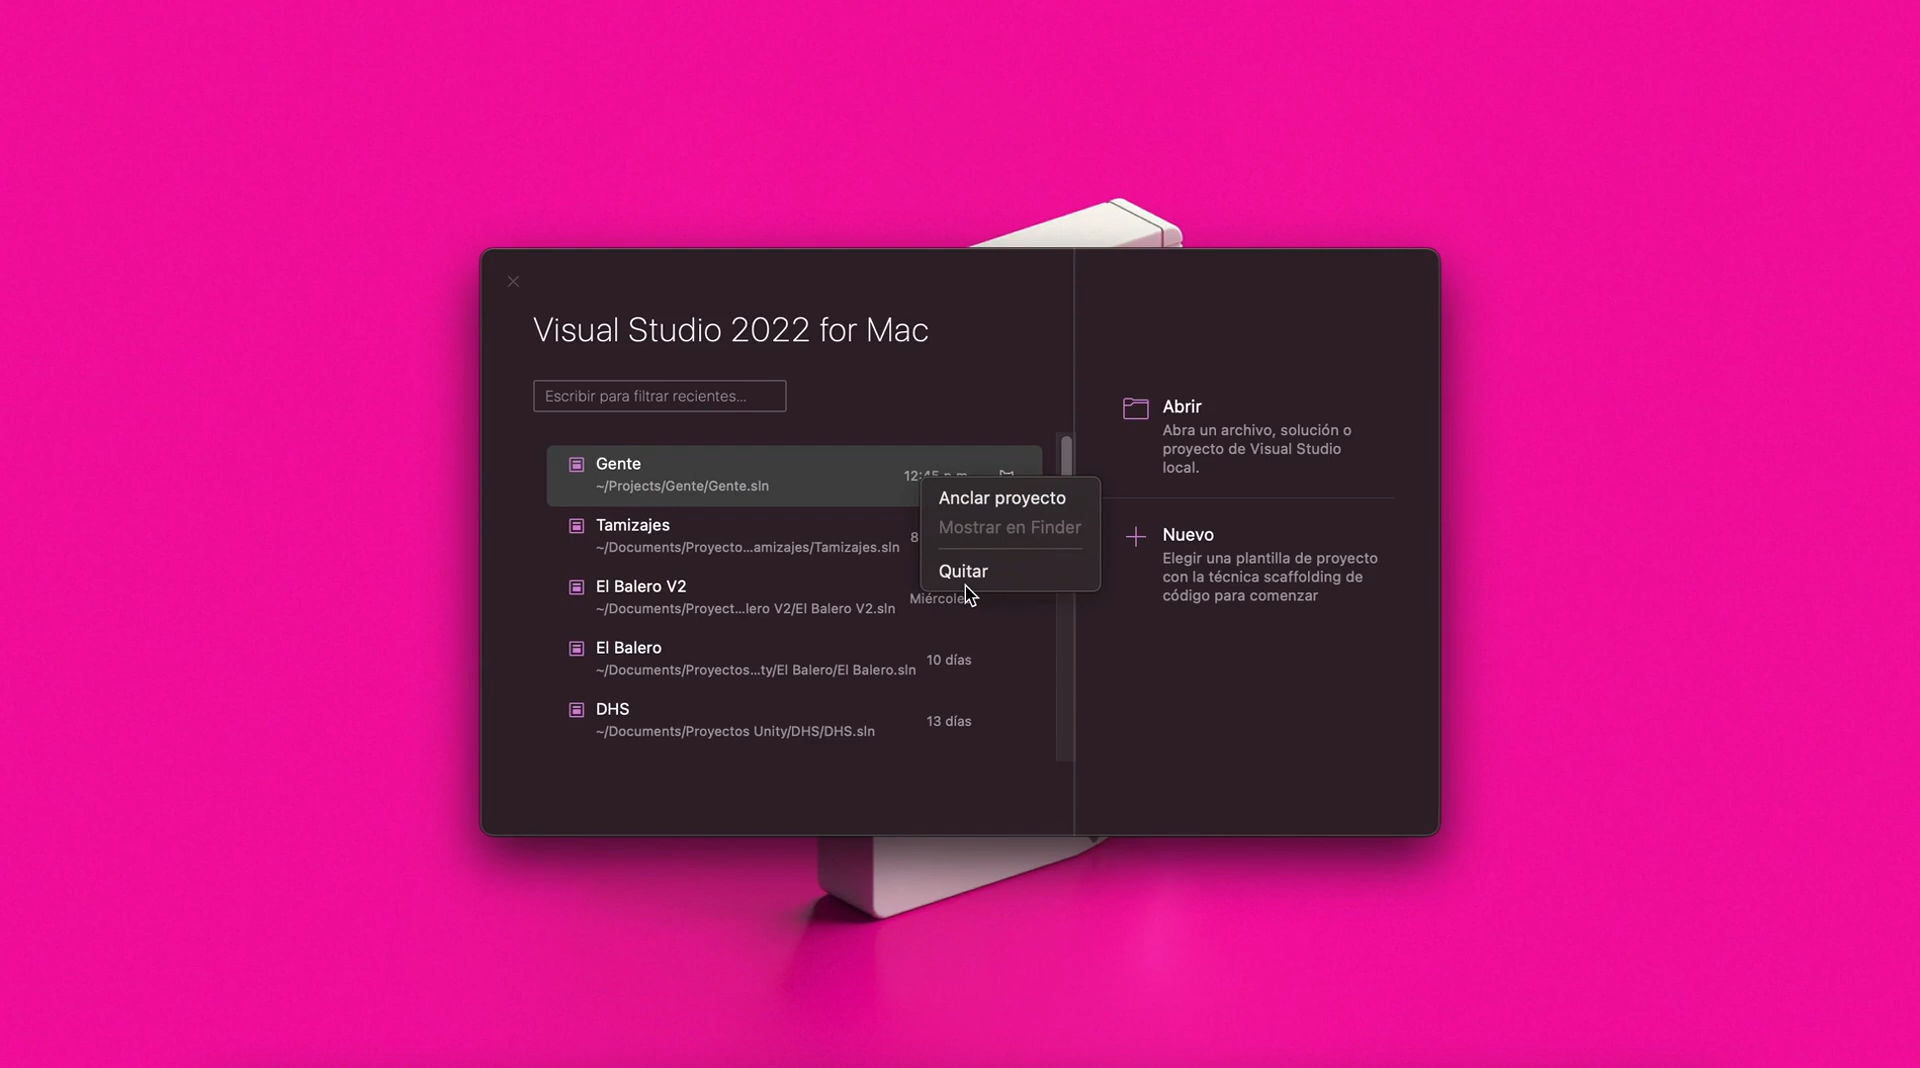 Visual Studio 2022 for Mac
Escribir para filtrar recientes...
Gente
~/Projects/Gente/Gente.sln
Tamizajes
~/Documents/Proyecto...amizajes/Tamizajes.sln
8
El Balero V2
~/Documents/Proyect...lero V2/El Balero V2.sln
El Balero
~/Documents/Proyectos...ty/El Balero/El Balero.sln
10 días
DHS
~/Documents/Proyectos Unity/DHS/DHS.sln
13 días
Anclar proyecto
Mostrar en Finder
Quitar
Abrir
Abra un archivo, solución o
proyecto de Visual Studio
local.
Nuevo
Elegir una plantilla de proyecto
con la técnica scaffolding de
código para comenzar